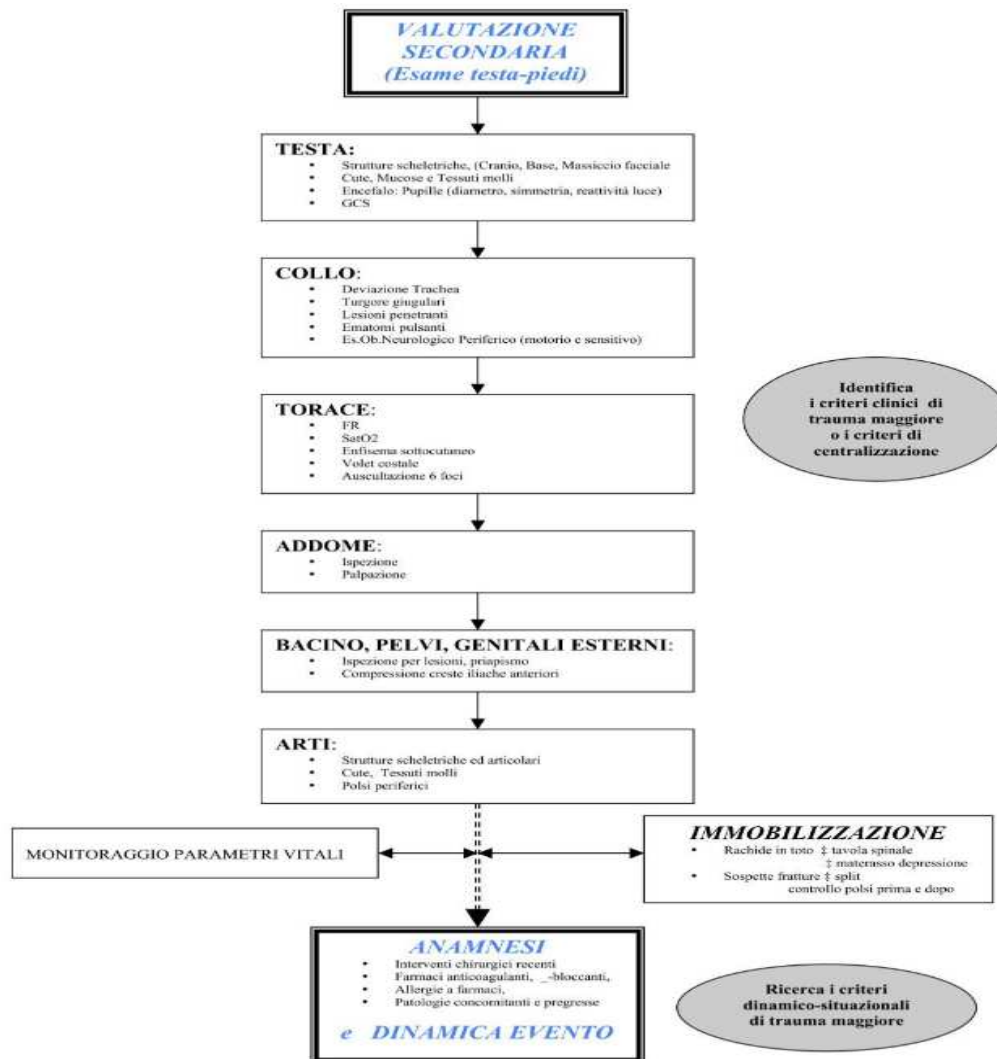 VALUTAZIONE
SECONDARIA
(Esame testa-piedi)
TESTA:
• Strutture scheletriche, (Cranio, Base, Massiccio facciale
• Cute, Mucose e Tessuti molli
• Encefalo: Pupille (diametro, simmetria, reattività luce)
• GCS
COLLO:
• Deviazione Trachea
• Turgore giugulari
• Lesioni penetranti
• Ematomi pulsanti
• Es.Ob.Neurologico Periferico (motorio e sensitivo)
TORACE:
• FR
• SatO2
• Enfisema sottocutaneo
• Volet costale
• Auscultazione 6 foci
Identifica
i criteri clinici di
trauma maggiore
o i criteri di
centralizzazione
ADDOME:
• Ispezione
• Palpazione
BACINO, PELVI, GENITALI ESTERNI:
• Ispezione per lesioni, priapismo
• Compressione creste iliache anteriori
ARTI:
• Strutture scheletriche ed articolari
• Cute, Tessuti molli
• Polsi periferici
MONITORAGGIO PARAMETRI VITALI
IMMOBILIZZAZIONE
• Rachide in toto ‡ tavola spinale
‡ materasso depressione
• Sospette fratture ‡ split
controllo polsi prima e dopo
ANAMNESI
• Interventi chirurgici recenti
• Farmaci anticoagulanti, _-bloccanti,
• Allergie a farmaci,
• Patologie concomitanti e pregresse
e DINAMICA EVENTO
Ricerca i criteri
dinamico-situazionali
di trauma maggiore